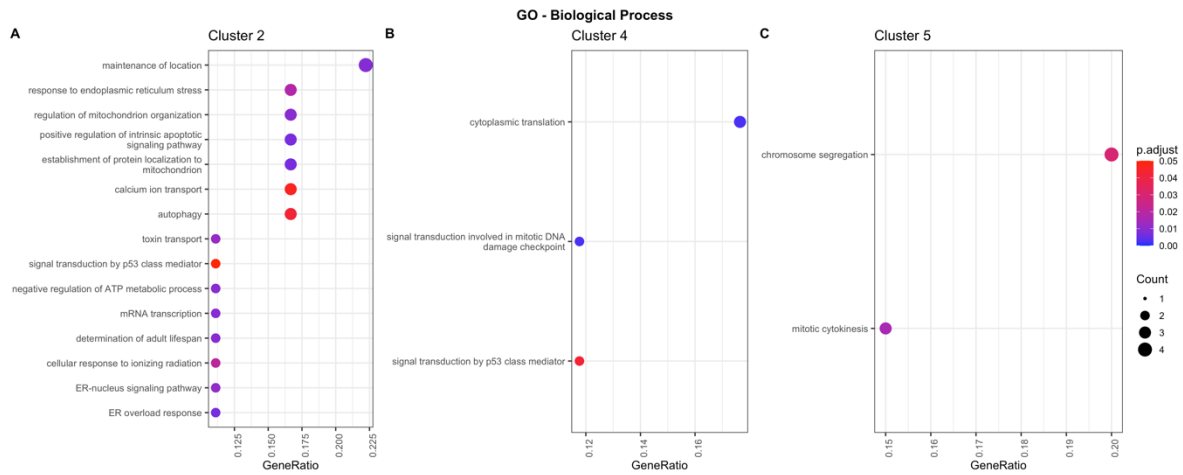 GO - Biological Process
A
Cluster 2
maintenance of location
response to endoplasmic reticulum stress
regulation of mitochondrion organization
positive regulation of intrinsic apoptotic
signaling pathway
establishment of protein localization to
mitochondrion
calcium ion transport
autophagy
toxin transport
signal transduction by p53 class mediator
negative regulation of ATP metabolic process
mRNA transcription
determination of adult lifespan
cellular response to ionizing radiation
ER-nucleus signaling pathway
ER overload response
0.125 0.150 0.175 0.200 0.225
GeneRatio
B
Cluster 4
cytoplasmic translation
signal transduction involved in mitotic DNA
damage checkpoint
signal transduction by p53 class mediator
0.12 0.14 0.16
GeneRatio
C
Cluster 5
chromosome segregation
mitotic cytokinesis
0.15 0.16 0.17 0.18 0.19 0.20
GeneRatio
p.adjust
0.05
0.04
0.03
0.02
0.01
0.00
Count
1
2
3
4